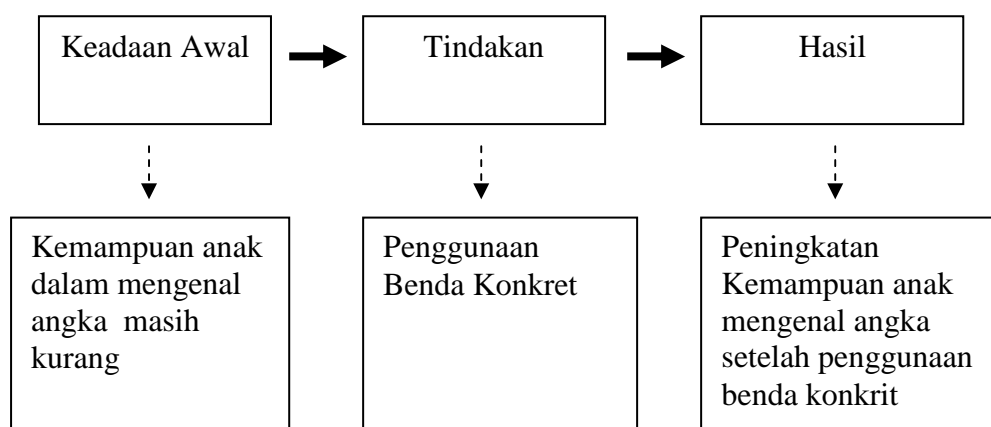 Keadaan Awal
Tindakan
Hasil
Kemampuan anak
dalam mengenal
angka masih
kurang
Penggunaan
Benda Konkret
Peningkatan
Kemampuan anak
mengenal angka
setelah penggunaan
benda konkrit